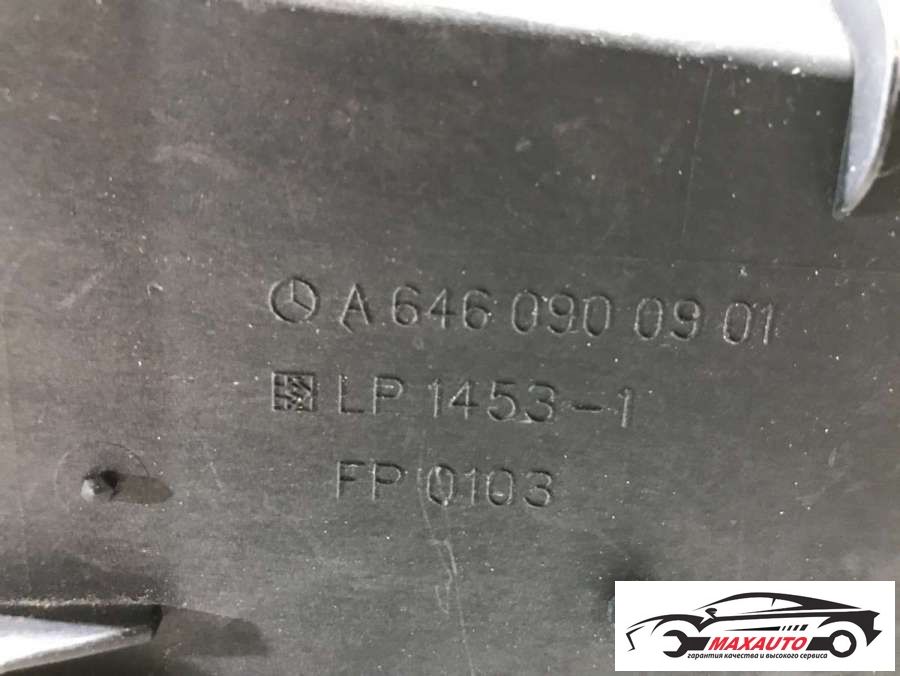 A 646 090 09 01
LP 1453-1
FP 0103
MAXAUTO
гарантия качества и высокого сервиса